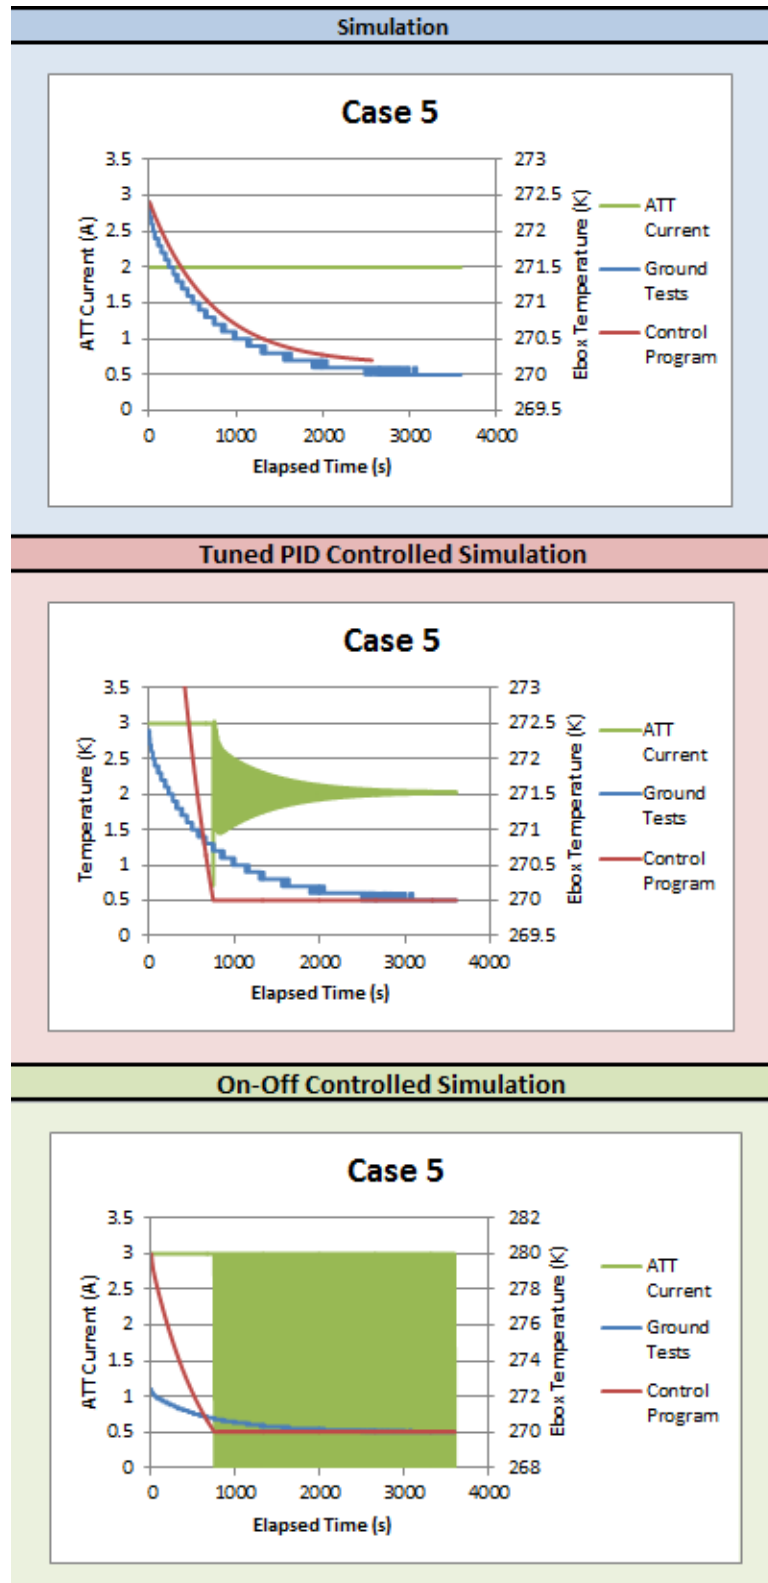 Simulation
Case 5
3.5
3
2.5
2
1.5
1
0.5
0
ATT Current (A)
273
272.5
272
271.5
271
270.5
270
269.5
Ebox Temperature (K)
0 1000 2000 3000 4000
Elapsed Time (s)
ATT
Current
Ground
Tests
Control
Program
Tuned PID Controlled Simulation
Case 5
3.5
3
2.5
2
1.5
1
0.5
0
Temperature (K)
273
272.5
272
271.5
271
270.5
270
269.5
Ebox Temperature (K)
0 1000 2000 3000 4000
Elapsed Time (s)
ATT
Current
Ground
Tests
Control
Program
On-Off Controlled Simulation
Case 5
3.5
3
2.5
2
1.5
1
0.5
0
ATT Current (A)
282
280
278
276
274
272
270
268
Ebox Temperature (K)
0 1000 2000 3000 4000
Elapsed Time (s)
ATT
Current
Ground
Tests
Control
Program